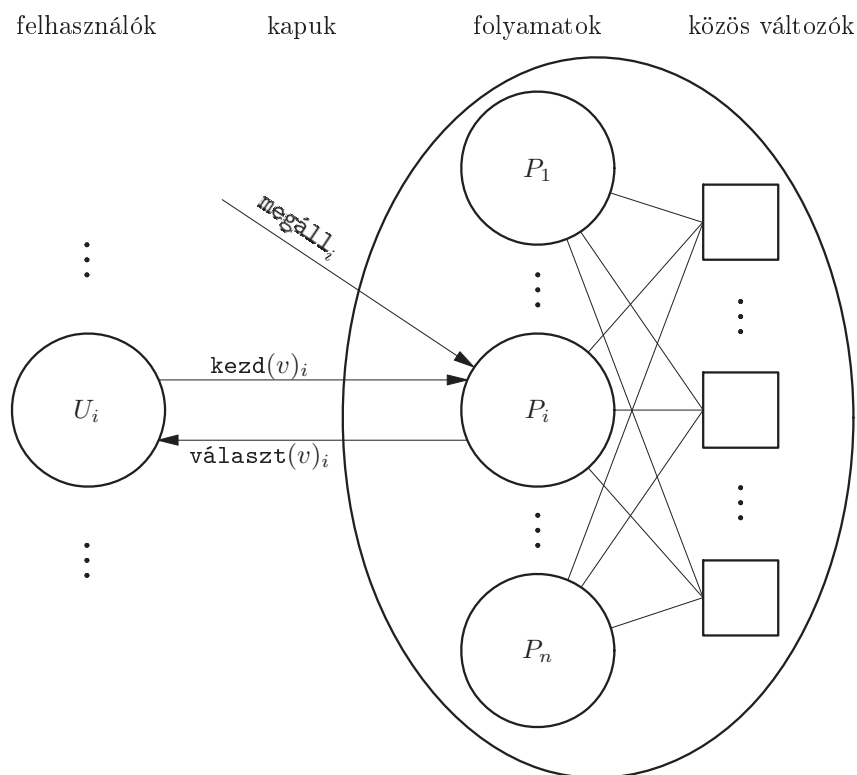 felhasználók kapuk folyamatok közös változók
P₁
megállᵢ
kezd(v)ᵢ
Uᵢ
Pᵢ
választ(v)ᵢ
Pₙ